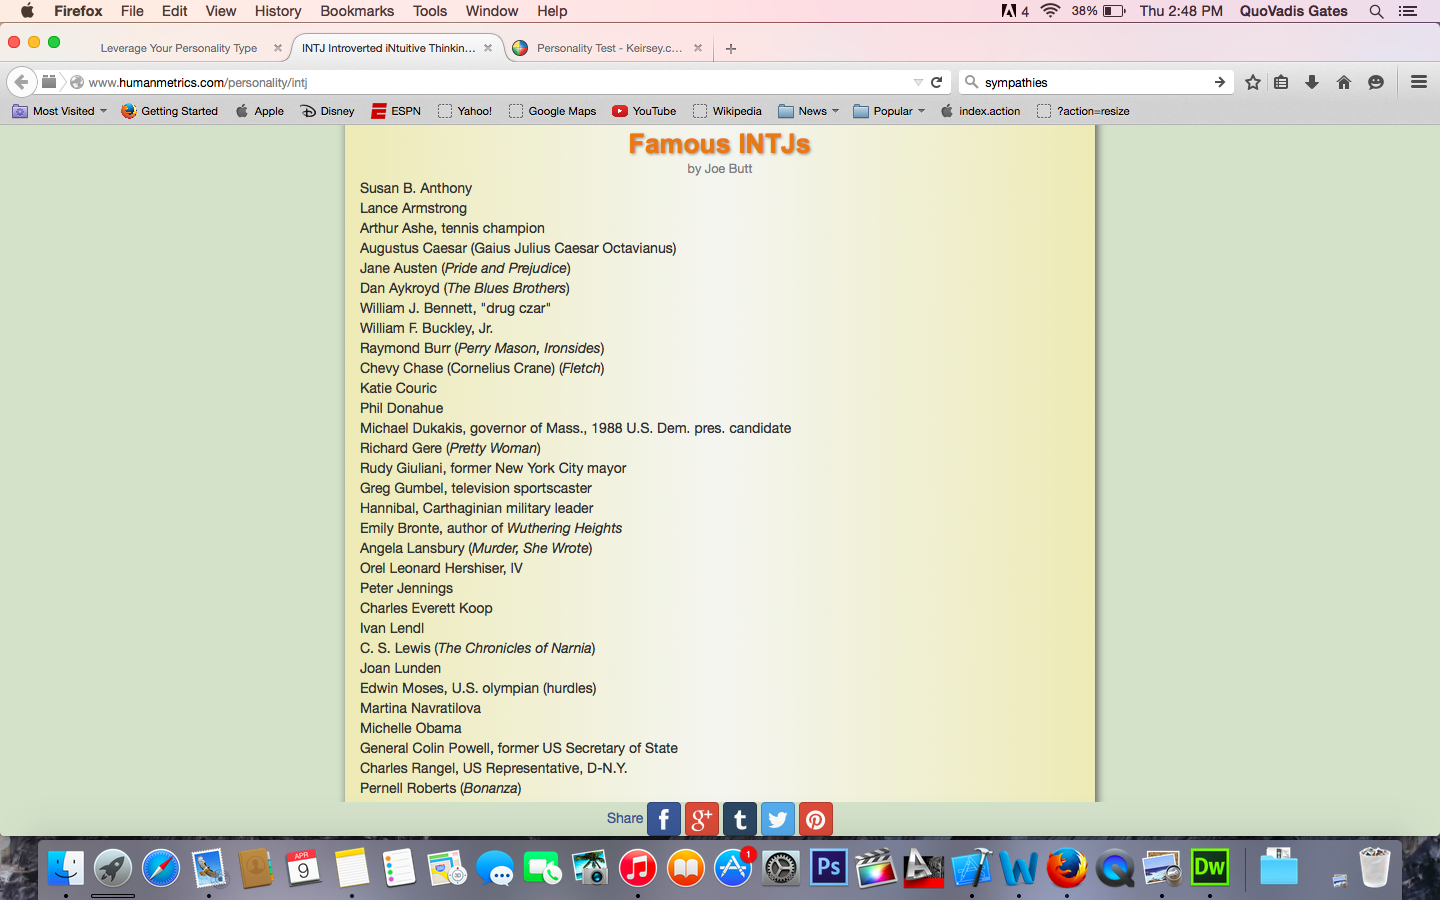 Firefox File Edit View History Bookmarks Tools Window Help 4 38% Thu 2:48 PM QuoVadis Gates
Leverage Your Personality Type INTJ Introverted iNtuitive Thinkin... Personality Test - Keirsey.c...
www.humanmetrics.com/personality/intj sympathies
Most Visited Getting Started Apple Disney ESPN Yahoo! Google Maps YouTube Wikipedia News Popular index.action ?action=resize
Famous INTJs
by Joe Butt
Susan B. Anthony
Lance Armstrong
Arthur Ashe, tennis champion
Augustus Caesar (Gaius Julius Caesar Octavianus)
Jane Austen (Pride and Prejudice)
Dan Aykroyd (The Blues Brothers)
William J. Bennett, "drug czar"
William F. Buckley, Jr.
Raymond Burr (Perry Mason, Ironsides)
Chevy Chase (Cornelius Crane) (Fletch)
Katie Couric
Phil Donahue
Michael Dukakis, governor of Mass., 1988 U.S. Dem. pres. candidate
Richard Gere (Pretty Woman)
Rudy Giuliani, former New York City mayor
Greg Gumbel, television sportscaster
Hannibal, Carthaginian military leader
Emily Bronte, author of Wuthering Heights
Angela Lansbury (Murder, She Wrote)
Orel Leonard Hershiser, IV
Peter Jennings
Charles Everett Koop
Ivan Lendl
C. S. Lewis (The Chronicles of Narnia)
Joan Lunden
Edwin Moses, U.S. olympian (hurdles)
Martina Navratilova
Michelle Obama
General Colin Powell, former US Secretary of State
Charles Rangel, US Representative, D-N.Y.
Pernell Roberts (Bonanza)
Share f g+ t
APR
9
1
Ps
Dw